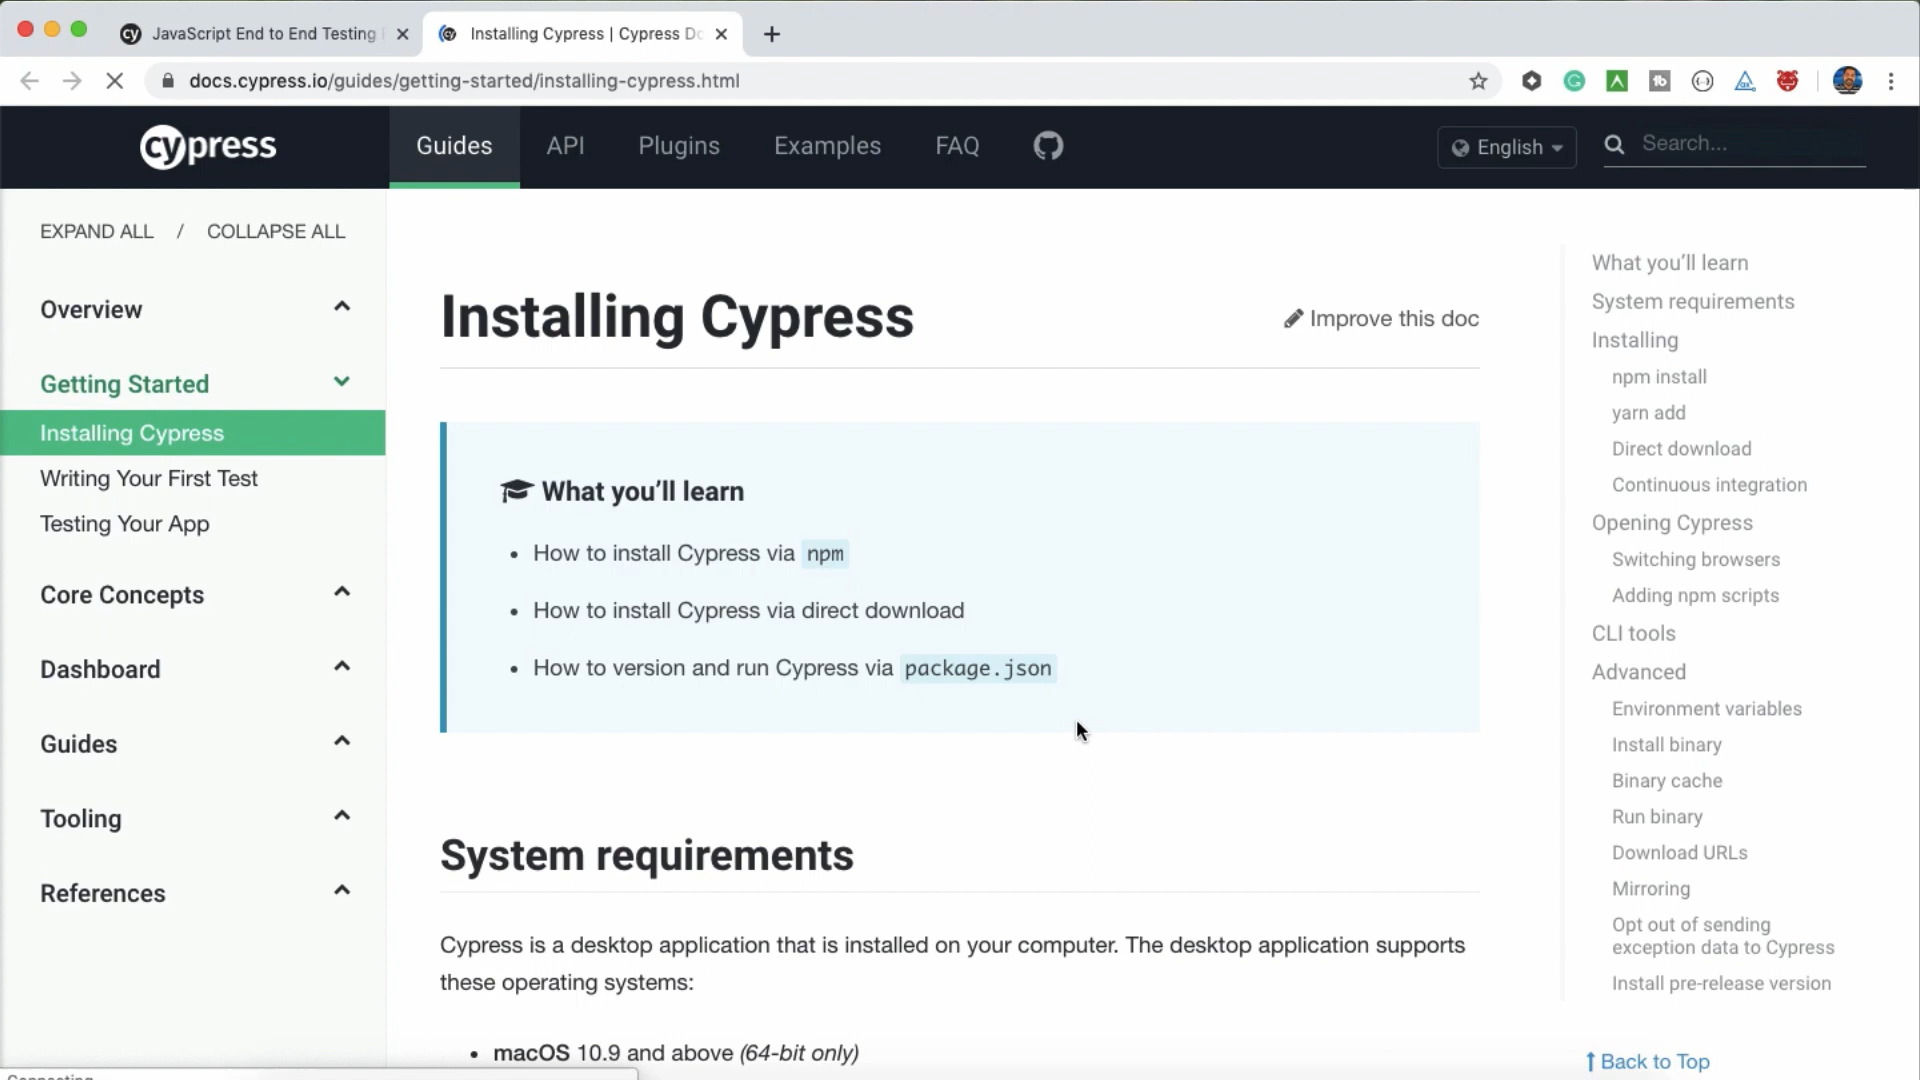 JavaScript End to End Testing
Installing Cypress | Cypress Do
docs.cypress.io/guides/getting-started/installing-cypress.html
cypress
Guides
API
Plugins
Examples
FAQ
English
Search...
EXPAND ALL / COLLAPSE ALL
Overview
Getting Started
Installing Cypress
Writing Your First Test
Testing Your App
Core Concepts
Dashboard
Guides
Tooling
References
Installing Cypress
Improve this doc
What you’ll learn
• How to install Cypress via npm
• How to install Cypress via direct download
• How to version and run Cypress via package.json
System requirements
Cypress is a desktop application that is installed on your computer. The desktop application supports
these operating systems:
• macOS 10.9 and above (64-bit only)
What you’ll learn
System requirements
Installing
npm install
yarn add
Direct download
Continuous integration
Opening Cypress
Switching browsers
Adding npm scripts
CLI tools
Advanced
Environment variables
Install binary
Binary cache
Run binary
Download URLs
Mirroring
Opt out of sending
exception data to Cypress
Install pre-release version
Back to Top